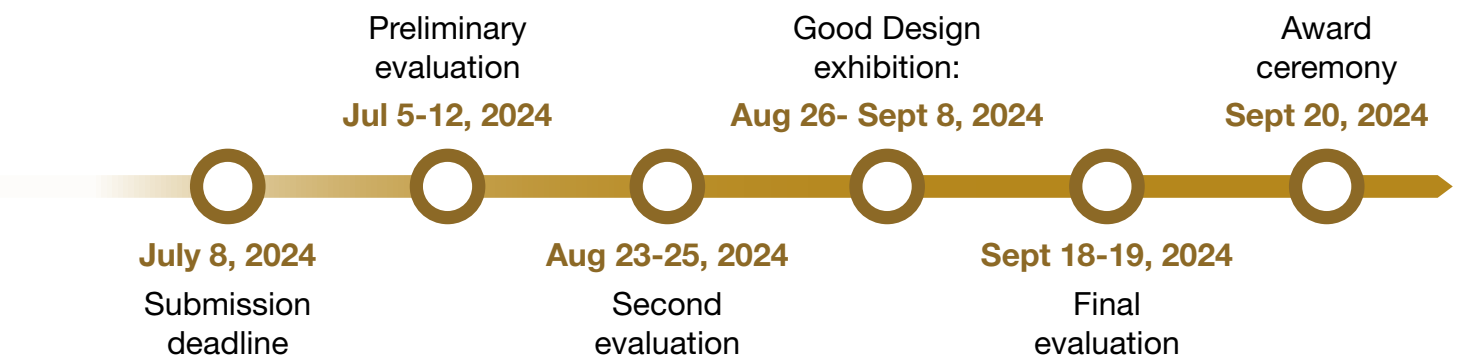 Preliminary
evaluation
Jul 5-12, 2024
Good Design
exhibition:
Aug 26- Sept 8, 2024
Award
ceremony
Sept 20, 2024
July 8, 2024
Submission
deadline
Aug 23-25, 2024
Second
evaluation
Sept 18-19, 2024
Final
evaluation